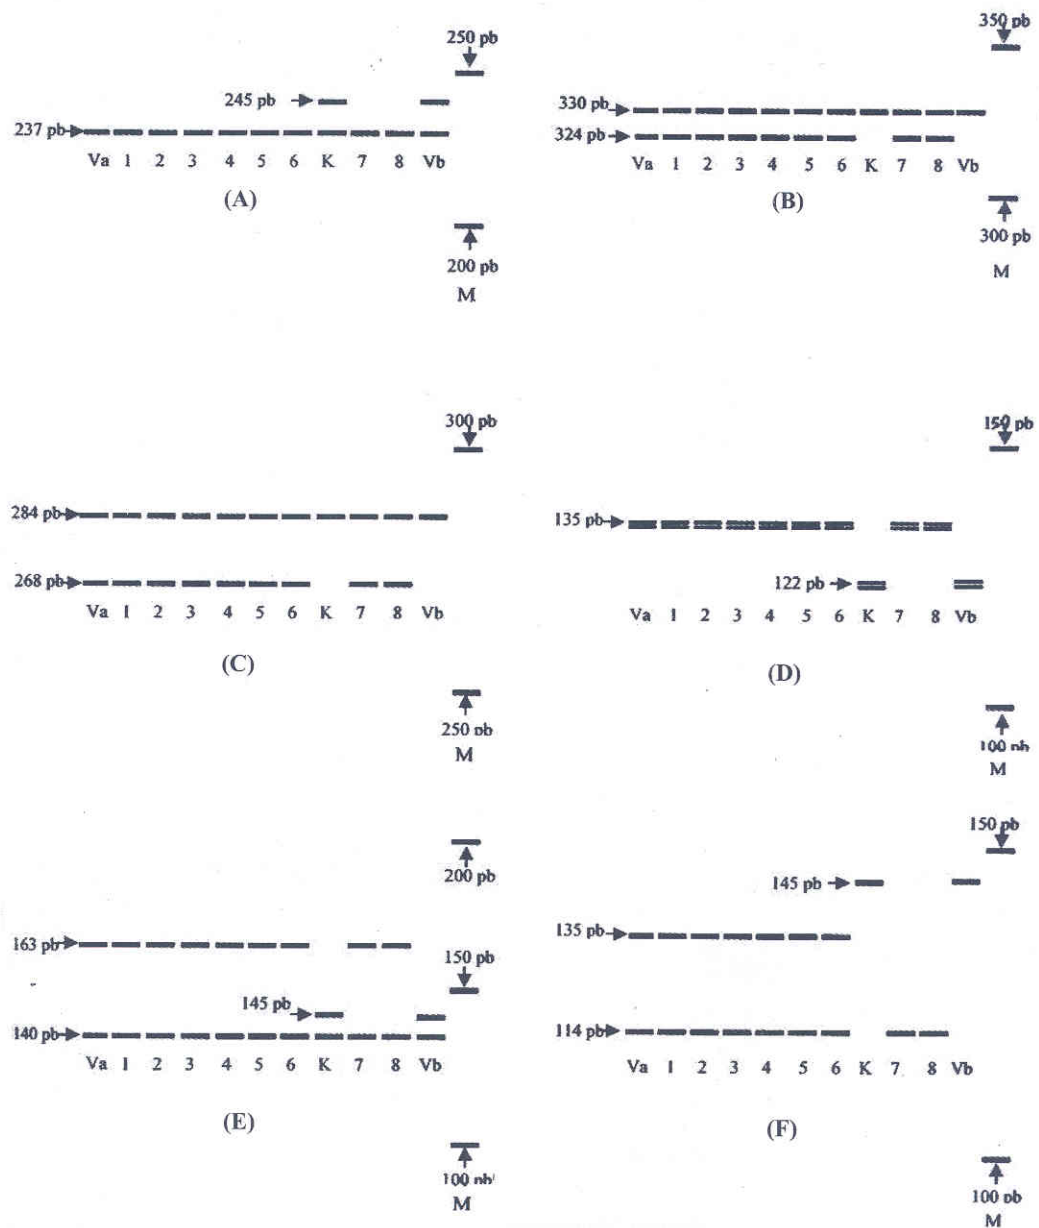 250 pb
245 pb
237 pb
Va 1 2 3 4 5 6 K 7 8 Vb
(A)
200 pb
M
350 pb
330 pb
324 pb
Va 1 2 3 4 5 6 K 7 8 Vb
(B)
300 pb
M
300 pb
284 pb
268 pb
Va 1 2 3 4 5 6 K 7 8 Vb
(C)
250 pb
M
150 pb
135 pb
122 pb
Va 1 2 3 4 5 6 K 7 8 Vb
(D)
100 pb
M
200 pb
163 pb
150 pb
145 pb
140 pb
Va 1 2 3 4 5 6 K 7 8 Vb
(E)
100 pb
M
150 pb
145 pb
135 pb
114 pb
Va 1 2 3 4 5 6 K 7 8 Vb
(F)
100 pb
M